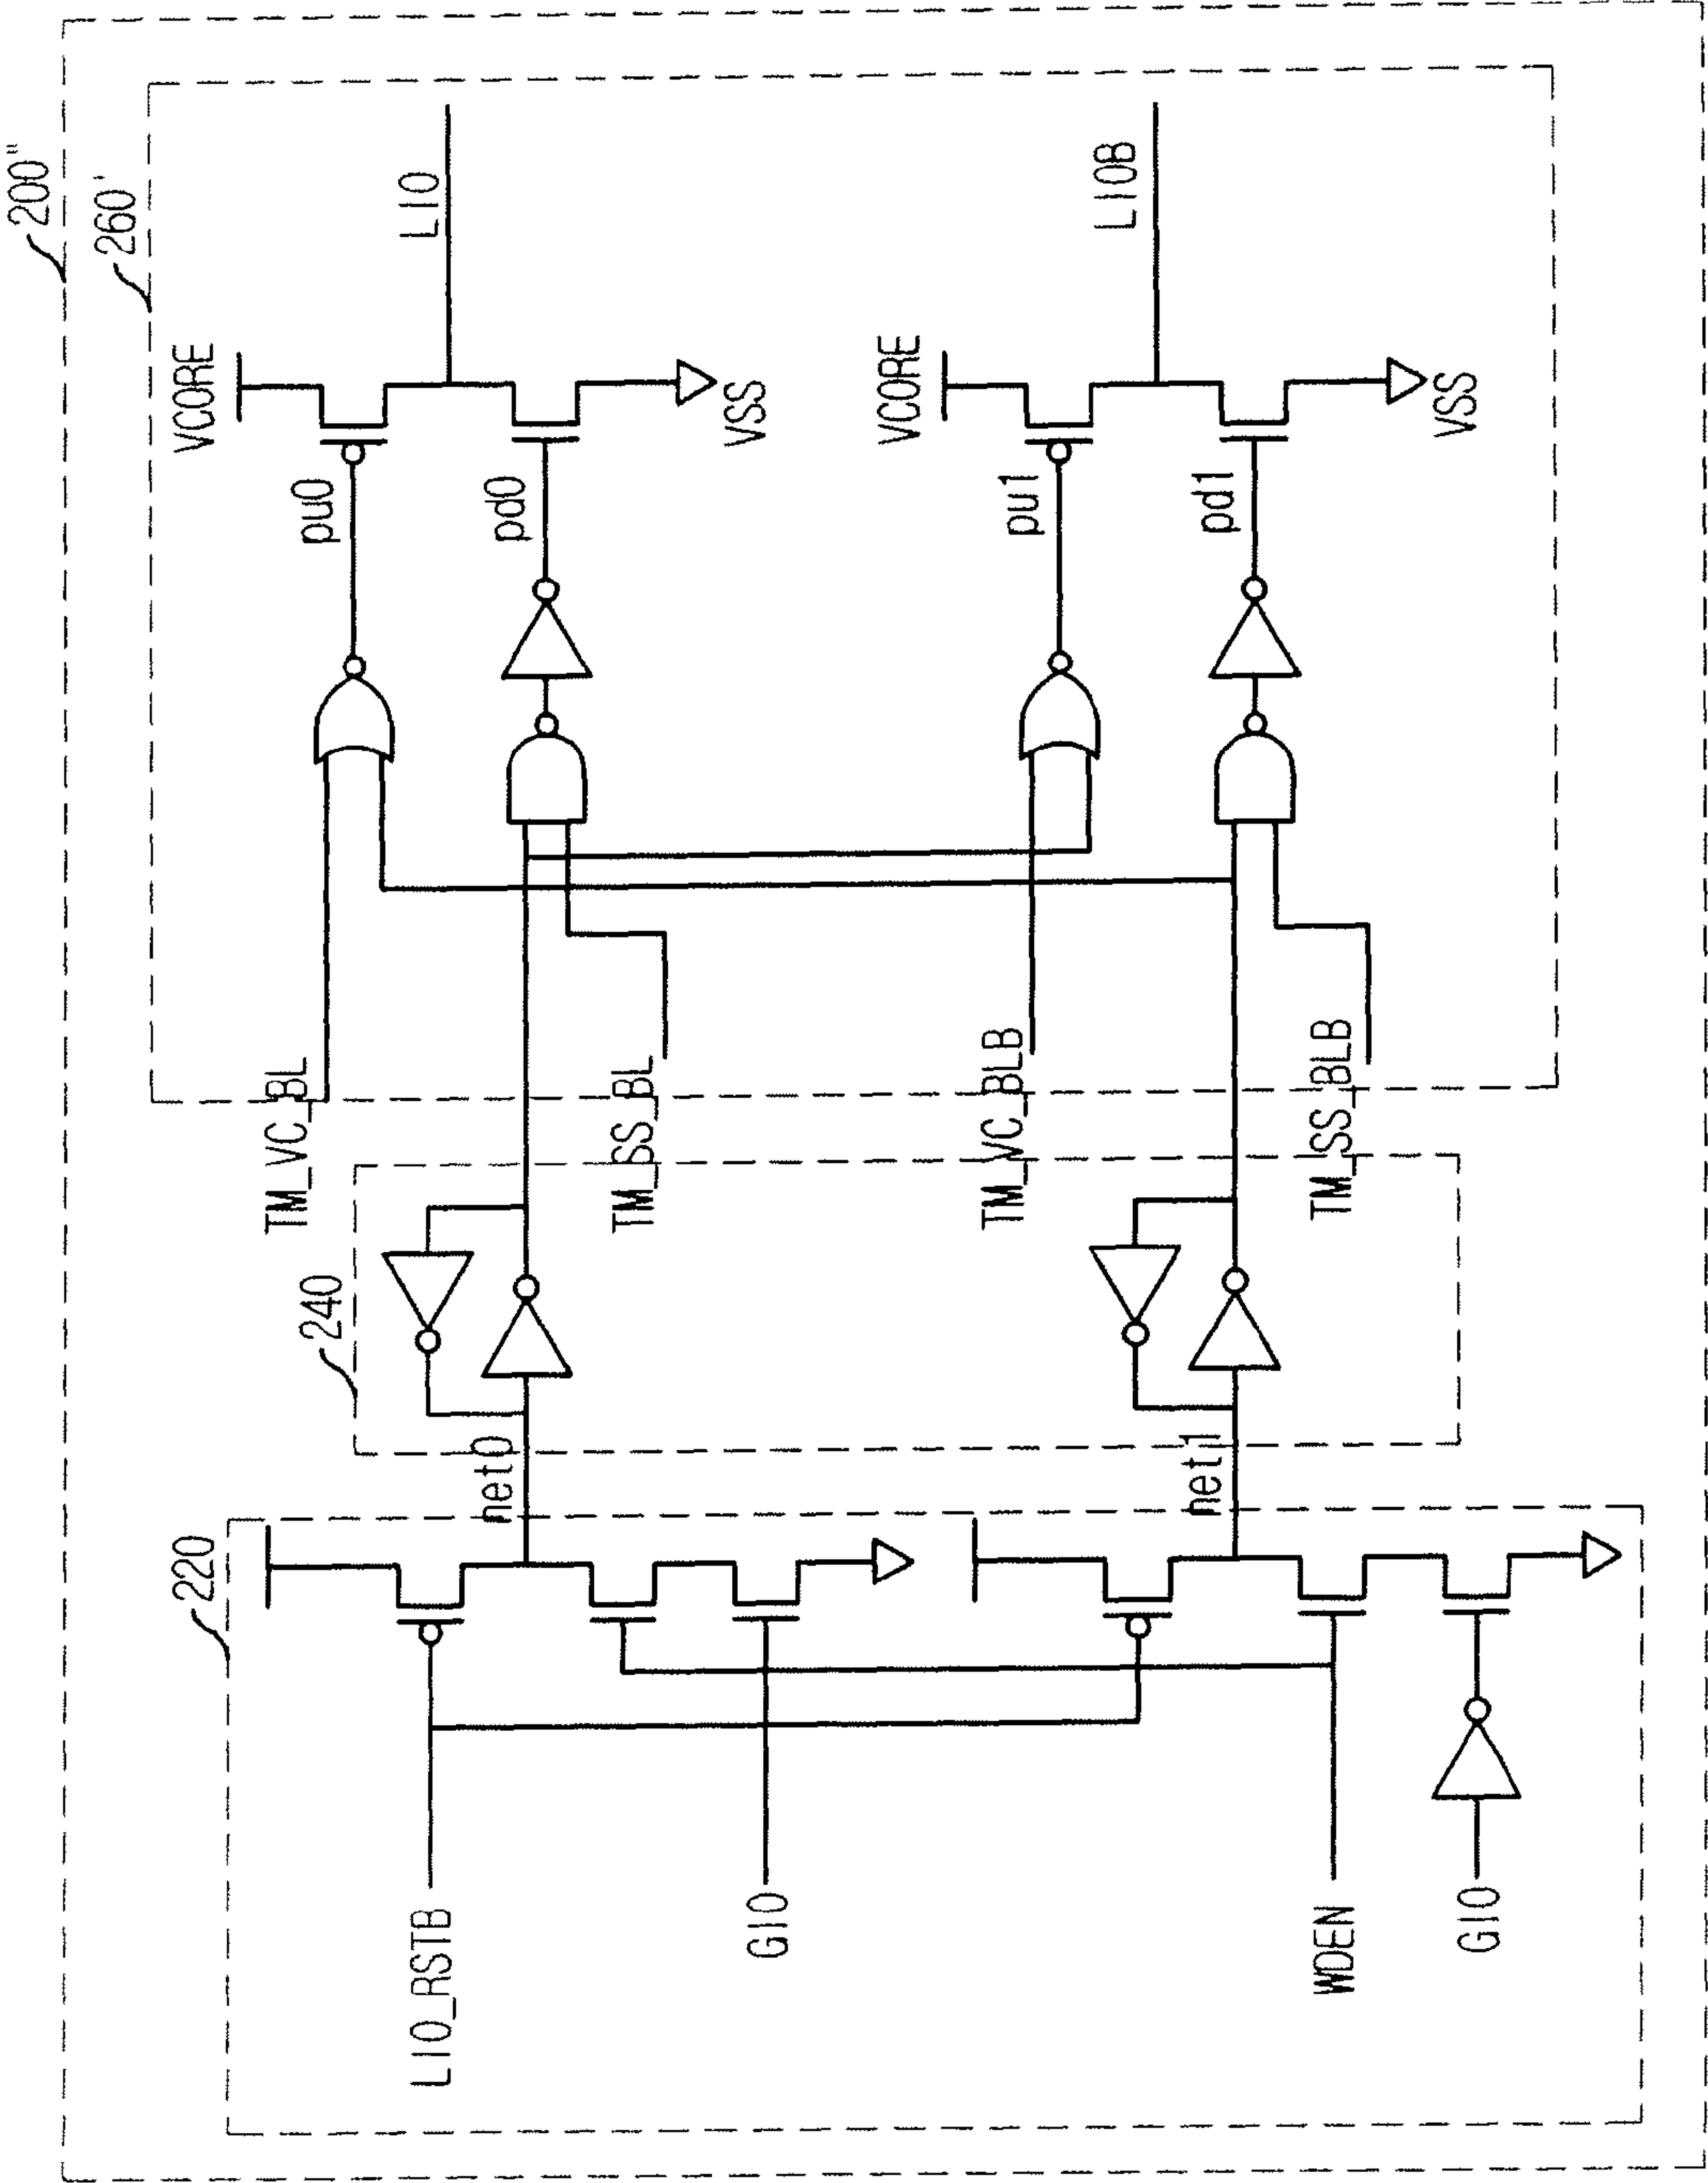 200"
260'
VCORE
LIO
pu0
pd0
VSS
VCORE
LIOB
pu1
pd1
VSS
TM_VC_BL
TM_SS_BL
TM_VC_BLB
TM_SS_BLB
240
net0
net1
220
LIO_RSTB
GIO
WDEN
GIO